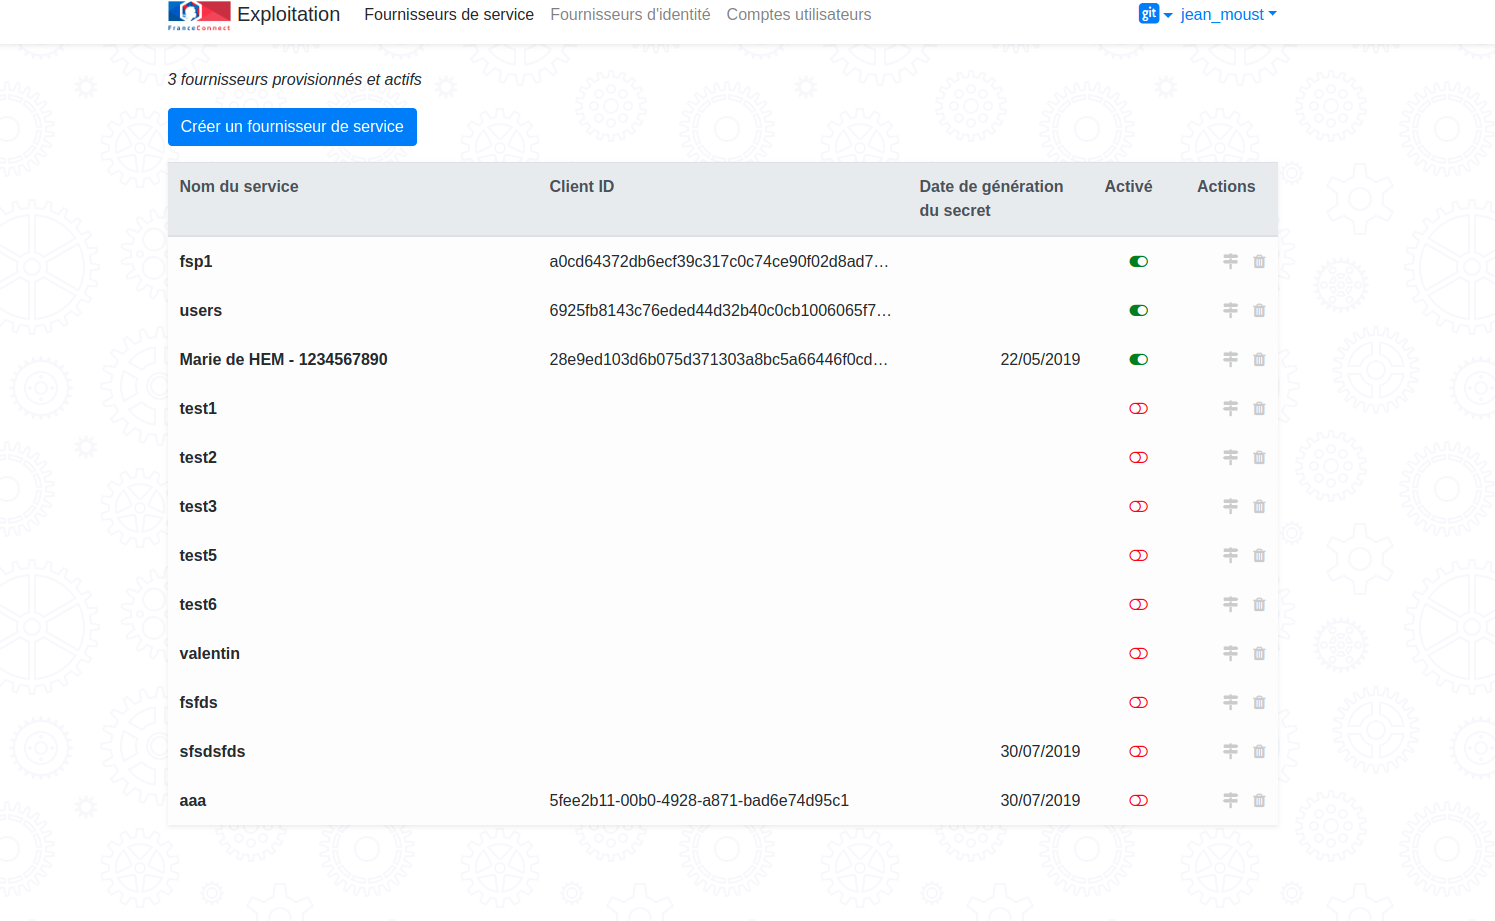 FranceConnect
Exploitation
Fournisseurs de service
Fournisseurs d'identité
Comptes utilisateurs
git
jean_moust
3 fournisseurs provisionnés et actifs
Créer un fournisseur de service
Nom du service
Client ID
Date de génération
du secret
Activé
Actions
fsp1
a0cd64372db6ecf39c317c0c74ce90f02d8ad7…
users
6925fb8143c76eded44d32b40c0cb1006065f7…
Marie de HEM - 1234567890
28e9ed103d6b075d371303a8bc5a66446f0cd…
22/05/2019
test1
test2
test3
test5
test6
valentin
fsfds
sfsdsfds
30/07/2019
aaa
5fee2b11-00b0-4928-a871-bad6e74d95c1
30/07/2019